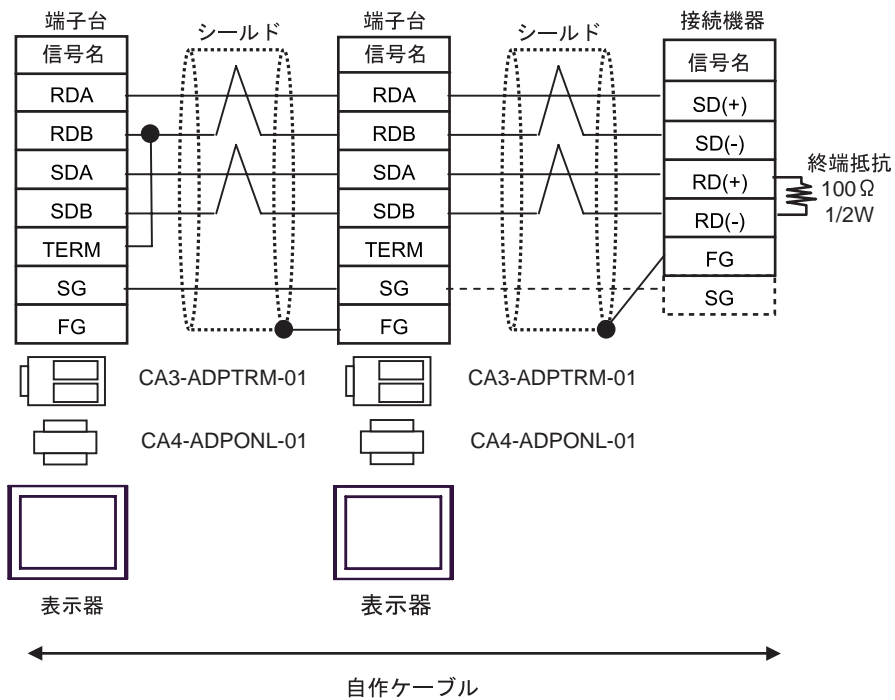 端子台
シールド
端子台
シールド
接続機器
信号名
信号名
信号名
RDA
RDA
SD(+)
RDB
RDB
SD(-)
SDA
SDA
RD(+)
SDB
SDB
RD(-)
TERM
TERM
FG
SG
SG
SG
FG
FG
終端抵抗
100Ω
1/2W
CA3-ADPTRM-01
CA3-ADPTRM-01
CA4-ADPONL-01
CA4-ADPONL-01
表示器
表示器
自作ケーブル